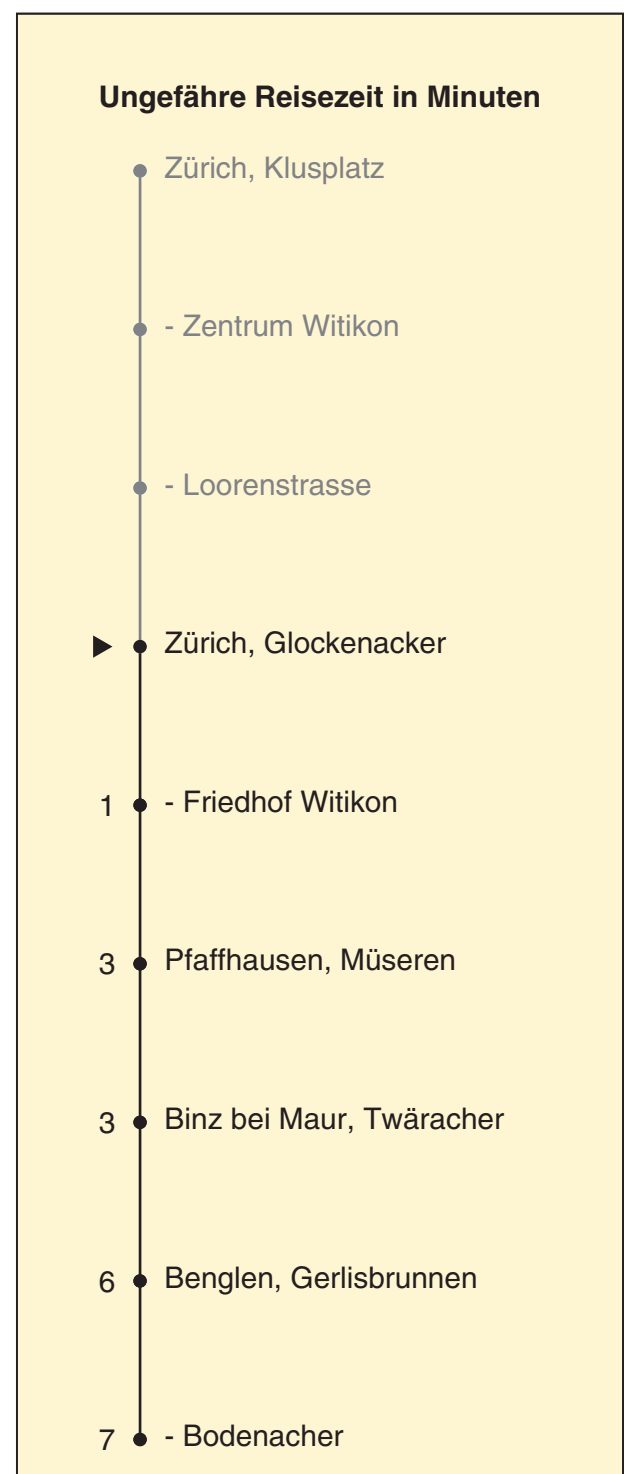 Ungefähre Reisezeit in Minuten
Zürich, Klusplatz
- Zentrum Witikon
- Loorenstrasse
Zürich, Glockenacker
1 - Friedhof Witikon
3 Pfaffhausen, Müseren
3 Binz bei Maur, Twäracher
6 Benglen, Gerlisbrunnen
7 - Bodenacher